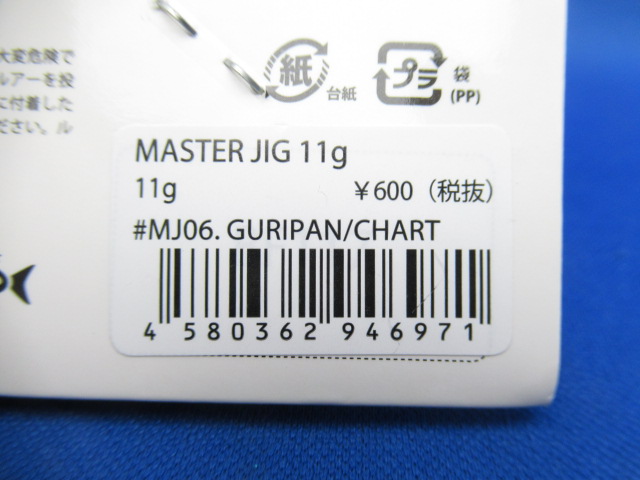 大変危険で
ルアーを投
に付着した
ださい。ル
紙
台紙
プラ
袋
(PP)
MASTER JIG 11g
11g ￥600（税抜）
#MJ06. GURIPAN/CHART
4 580362 946971